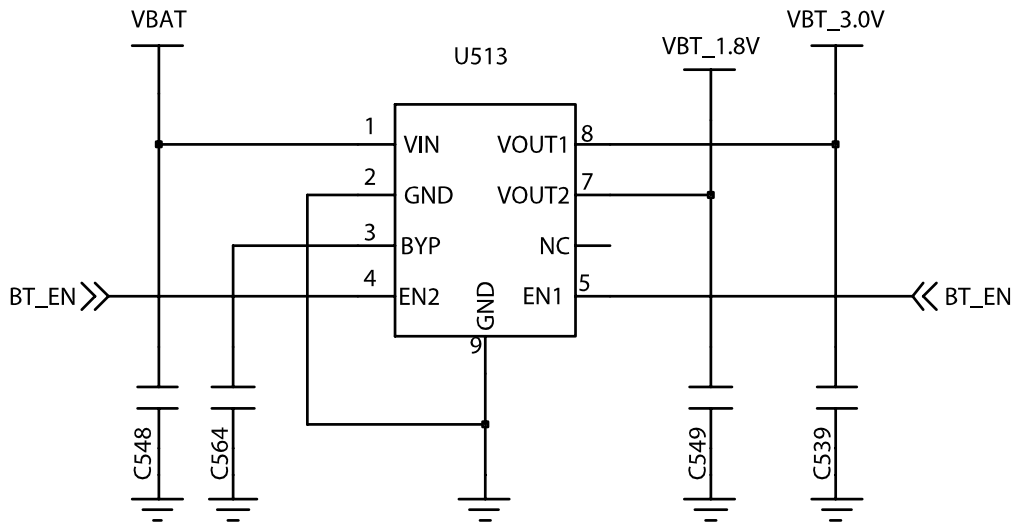 VBAT
VBT_3.0V
VBT_1.8V
U513
1
VIN
VOUT1
8
2
GND
VOUT2
7
3
BYP
NC
4
BT_EN
EN2
EN1
5
BT_EN
GND
9
C548
C564
C549
C539